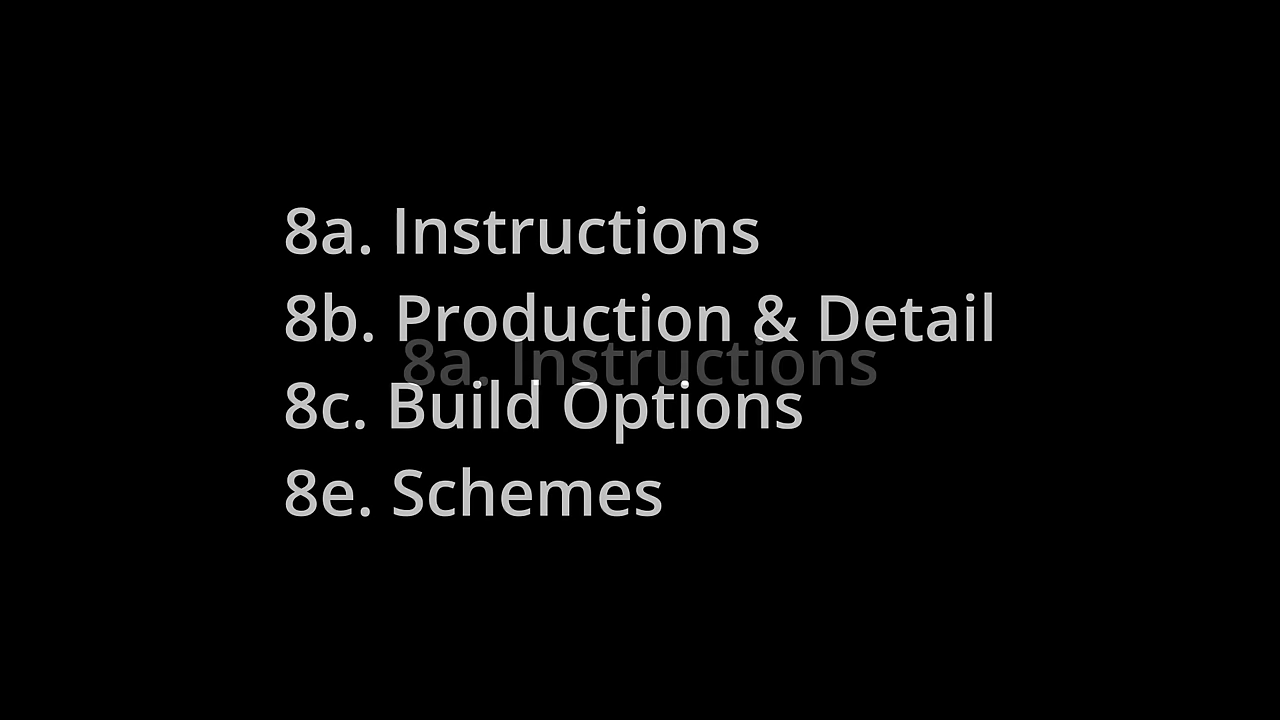 8a. Instructions
8b. Production & Detail
8a. Instructions
8c. Build Options
8e. Schemes